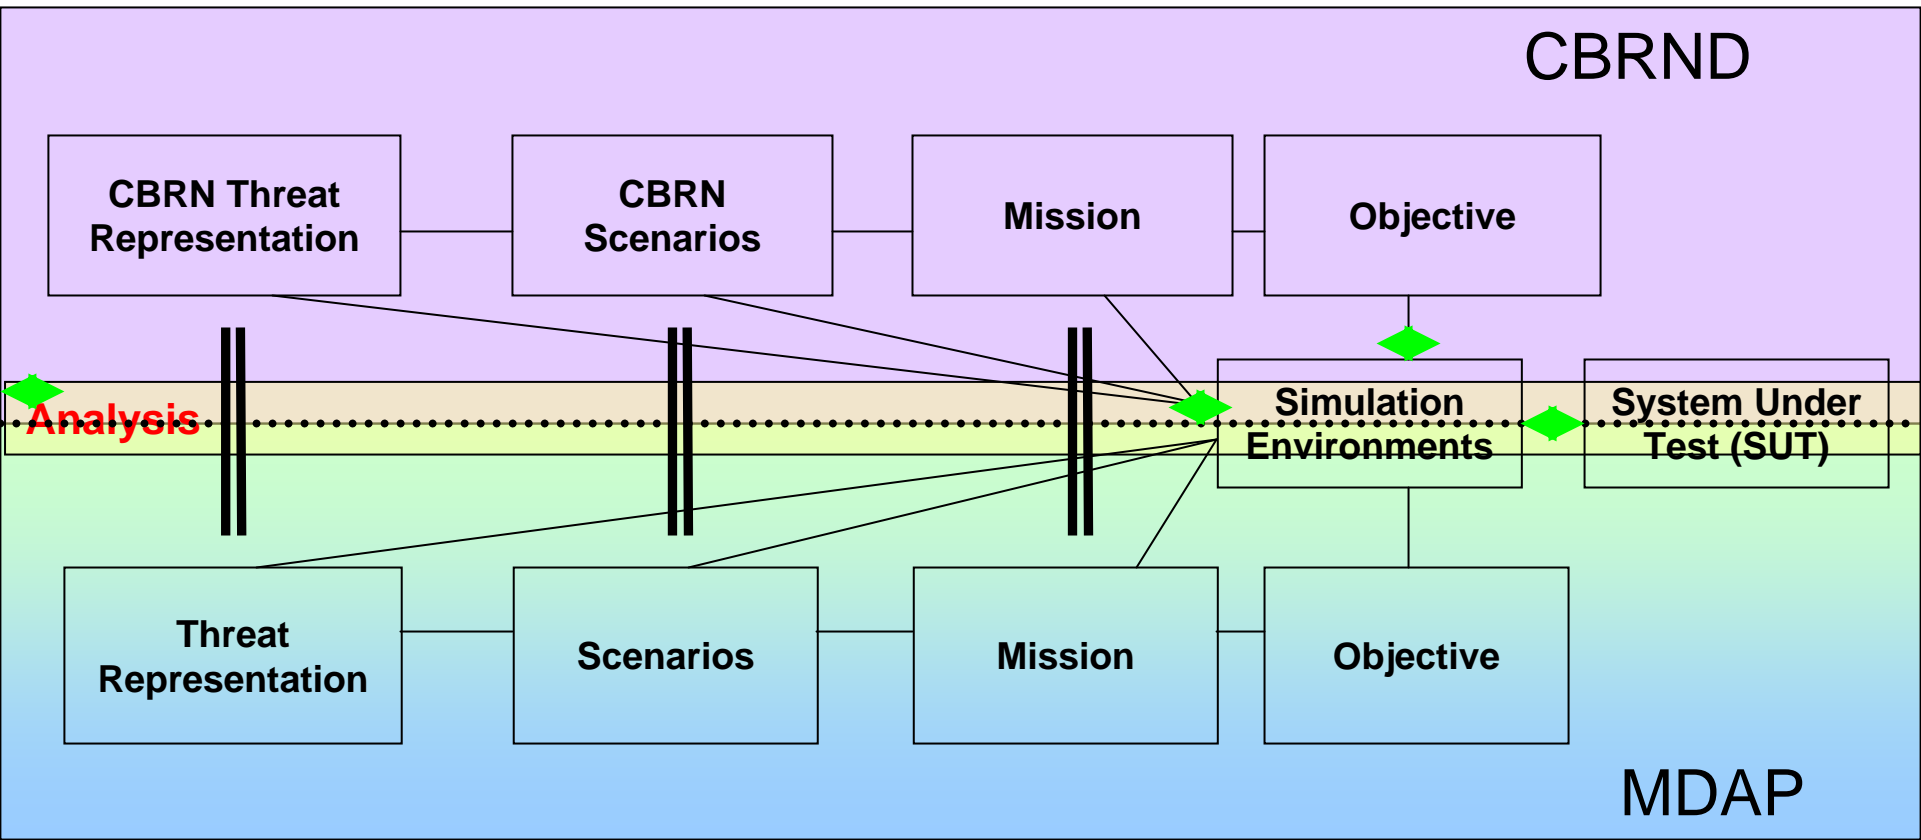 CBRND
CBRN Threat
Representation
CBRN
Scenarios
Mission
Objective
Analysis
Simulation
Environments
System Under
Test (SUT)
Threat
Representation
Scenarios
Mission
Objective
MDAP